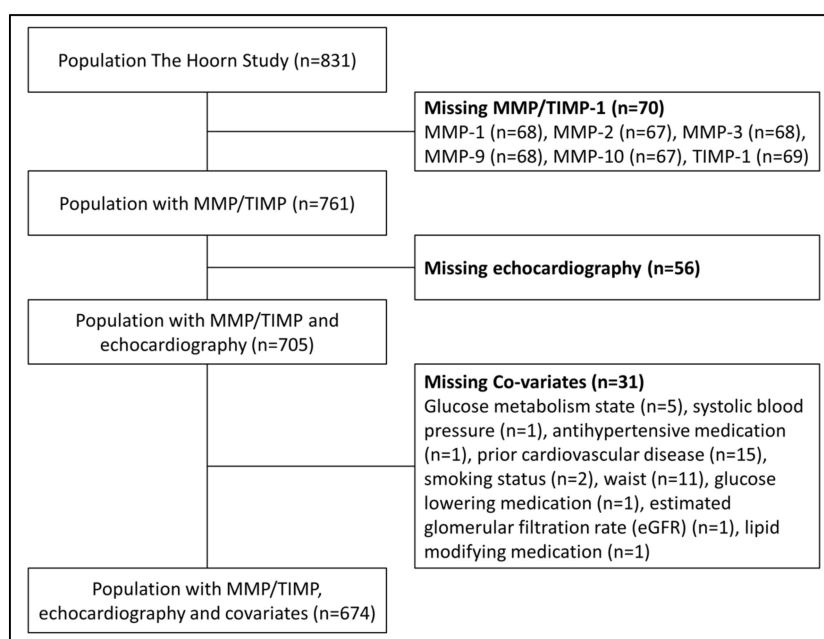 Population The Hoorn Study (n=831)
Missing MMP/TIMP-1 (n=70)
MMP-1 (n=68), MMP-2 (n=67), MMP-3 (n=68),
MMP-9 (n=68), MMP-10 (n=67), TIMP-1 (n=69)
Population with MMP/TIMP (n=761)
Missing echocardiography (n=56)
Population with MMP/TIMP and
echocardiography (n=705)
Missing Co-variates (n=31)
Glucose metabolism state (n=5), systolic blood
pressure (n=1), antihypertensive medication
(n=1), prior cardiovascular disease (n=15),
smoking status (n=2), waist (n=11), glucose
lowering medication (n=1), estimated
glomerular filtration rate (eGFR) (n=1), lipid
modifying medication (n=1)
Population with MMP/TIMP,
echocardiography and covariates (n=674)